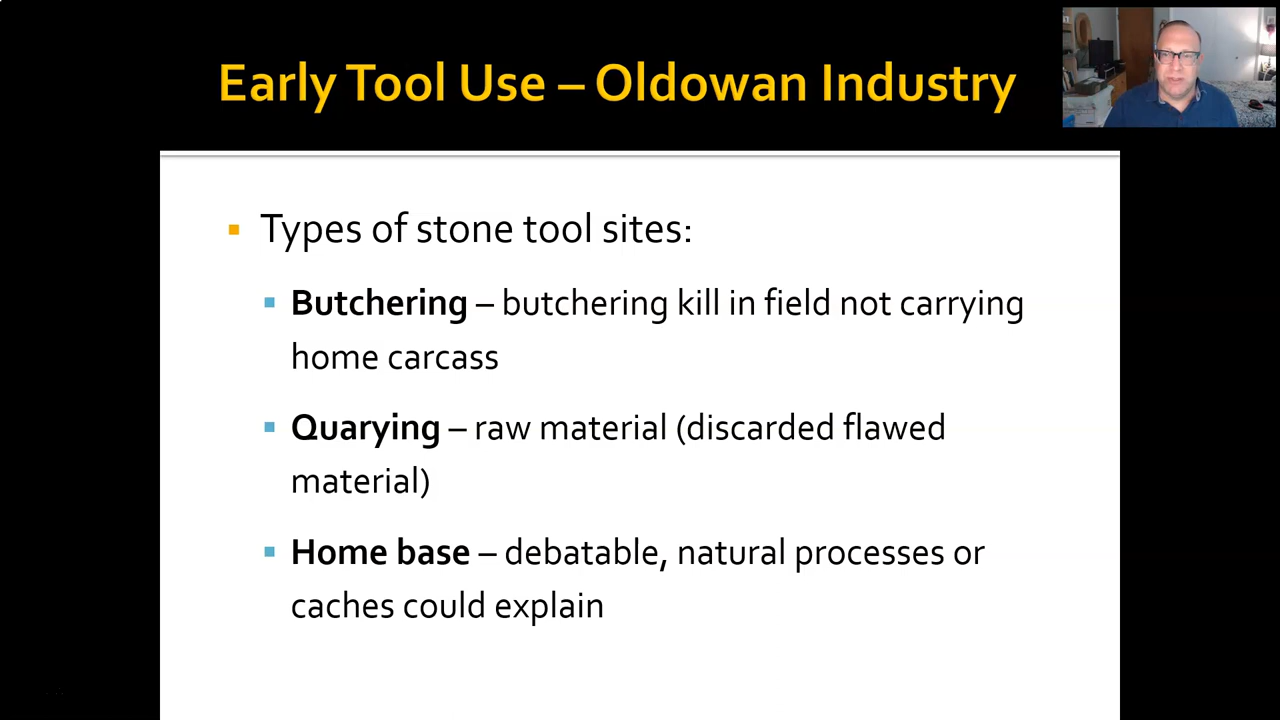 Early Tool Use – Oldowan Industry
Types of stone tool sites:
Butchering – butchering kill in field not carrying
home carcass
Quarying – raw material (discarded flawed
material)
Home base – debatable, natural processes or
caches could explain